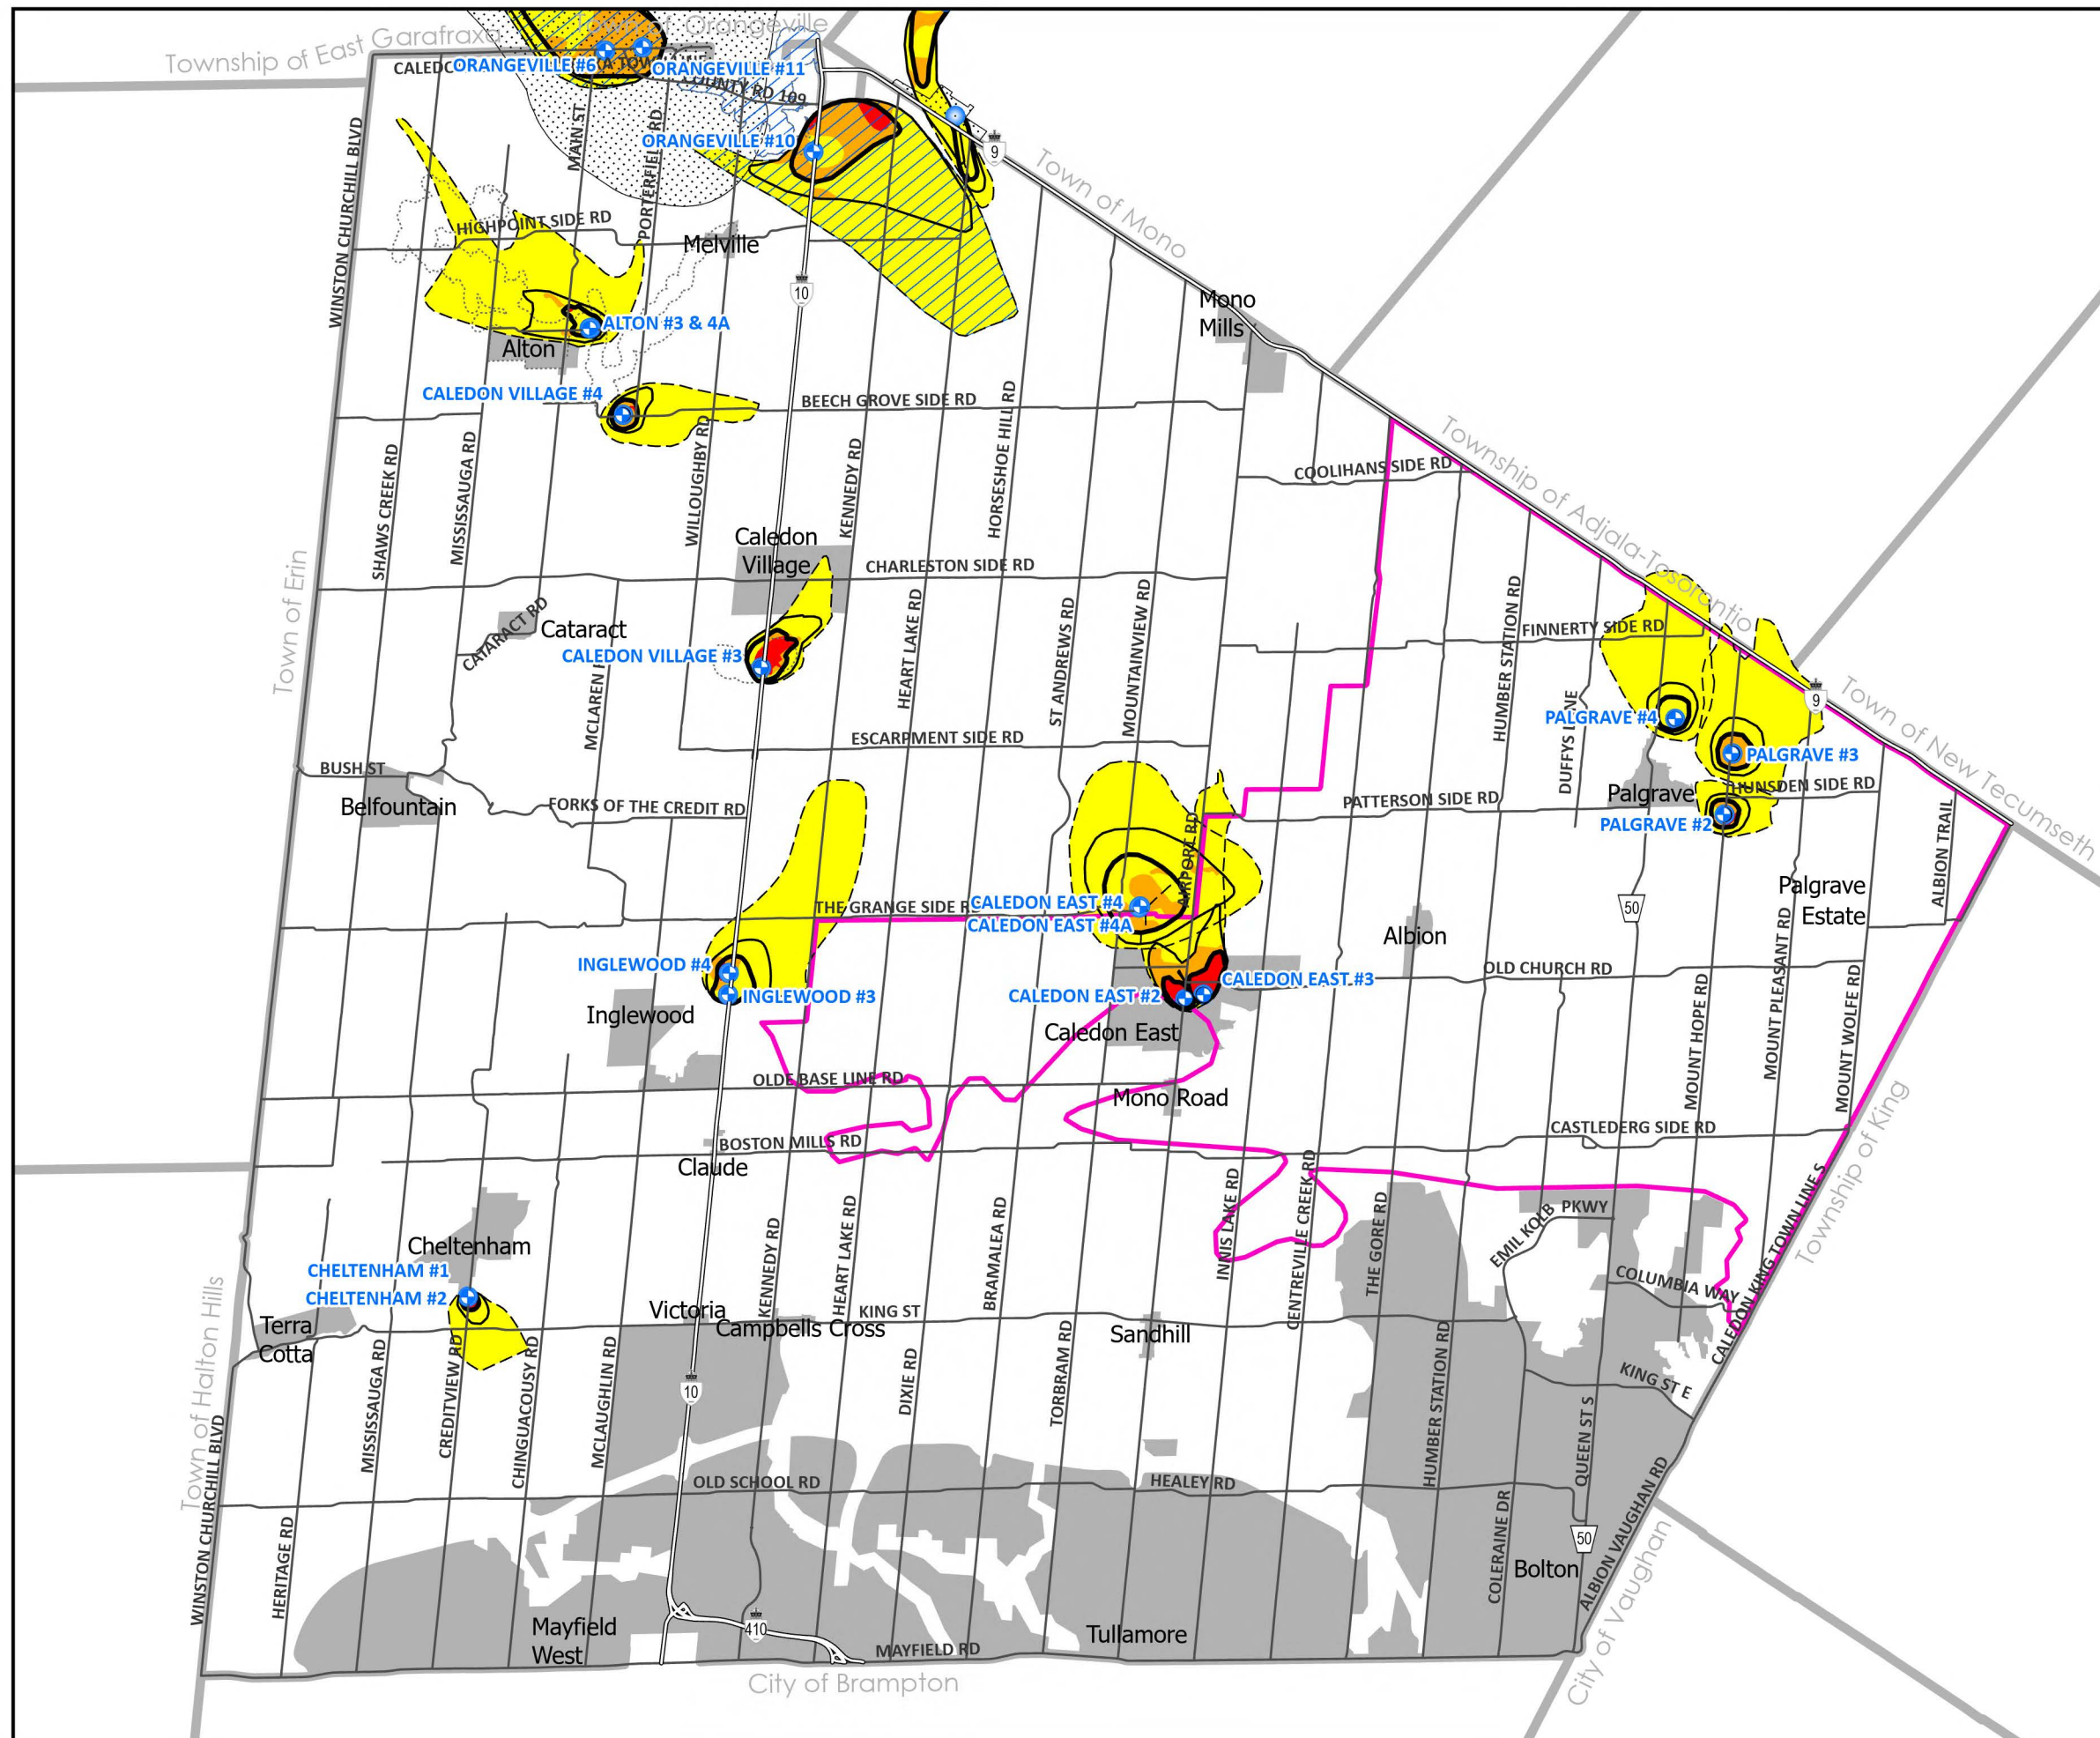 Town of Orangeville
Township of East Garafraxa
ORANGEVILLE #6
ORANGEVILLE #11
COUNTY RD 109
ORANGEVILLE #10
9
Town of Mono
WINSTON CHURCHILL BLVD
MAIN ST
PORTERFIELD RD
HIGHPOINT SIDE RD
Melville
10
Mono
Mills
ALTON #3 & 4A
Alton
CALEDON VILLAGE #4
BEECH GROVE SIDE RD
HORSESHOE HILL RD
SHAWS CREEK RD
MISSISSAUGA RD
WILLOUGHBY RD
KENNEDY RD
COOLIHANS SIDE RD
Township of Adjala-Tosorontio
Caledon
Village
CHARLESTON SIDE RD
Town of Erin
CATARACT RD
Cataract
CALEDON VILLAGE #3
HEART LAKE RD
ST ANDREWS RD
MOUNTAINVIEW RD
HUMBER STATION RD
FINNERTY SIDE RD
9
Town of New Tecumseth
PALGRAVE #4
DUFFYS LANE
PALGRAVE #3
ESCARPMENT SIDE RD
BUSH ST
Belfountain
FORKS OF THE CREDIT RD
PATTERSON SIDE RD
Palgrave
HUNSDEN SIDE RD
PALGRAVE #2
ALBION TRAIL
AIRPORT RD
Palgrave
Estate
50
THE GRANGE SIDE RD
CALEDON EAST #4
CALEDON EAST #4A
Albion
INGLEWOOD #4
INGLEWOOD #3
CALEDON EAST #3
CALEDON EAST #2
OLD CHURCH RD
Inglewood
Caledon East
MOUNT HOPE RD
MOUNT PLEASANT RD
MOUNT WOLFE RD
OLDE BASE LINE RD
Mono Road
BOSTON MILLS RD
CASTLEDERG SIDE RD
Claude
Township of King
CALEDON KING TOWN LINE S
INNIS LAKE RD
CENTREVILLE CREEK RD
THE GORE RD
EMIL KOLB
PKWY
COLUMBIA WAY
Cheltenham
CHELTENHAM #1
CHELTENHAM #2
Town of Halton Hills
Terra
Cotta
Victoria
KENNEDY RD
HEART LAKE RD
KING ST
Campbells Cross
BRAMALEA RD
Sandhill
MISSISSAUGA RD
CREDITVIEW RD
CHINGUACOUSY RD
MCLAUGHLIN RD
10
DIXIE RD
TORBRAM RD
HUMBER STATION RD
KING ST E
QUEEN ST S
WINSTON CHURCHILL BLVD
OLD SCHOOL RD
HEALEY RD
HERITAGE RD
COLERAINE DR
50
ALBION VAUGHAN RD
Bolton
Mayfield
West
410
MAYFIELD RD
Tullamore
City of Brampton
City of Vaughan